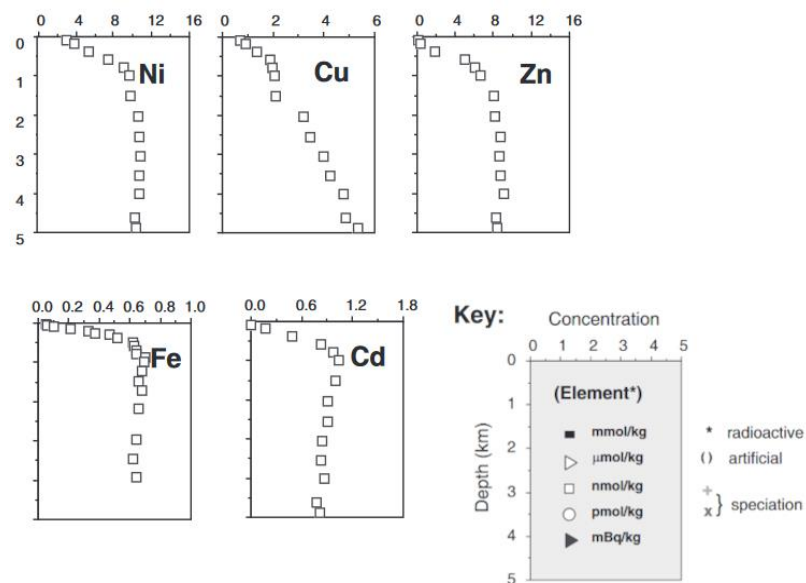 0 4 8 12 16
0 2 4 6
0 4 8 12 16
0
1
2
3
4
5
Ni
Cu
Zn
0.0 0.2 0.4 0.6 0.8 1.0
0.0 0.6 1.2 1.8
Fe
Cd
Key:
Concentration
0 1 2 3 4 5
Depth (km)
0
1
2
3
4
5
(Element*)
mmol/kg
μmol/kg
nmol/kg
pmol/kg
mBq/kg
* radioactive
() artificial
+
x } speciation